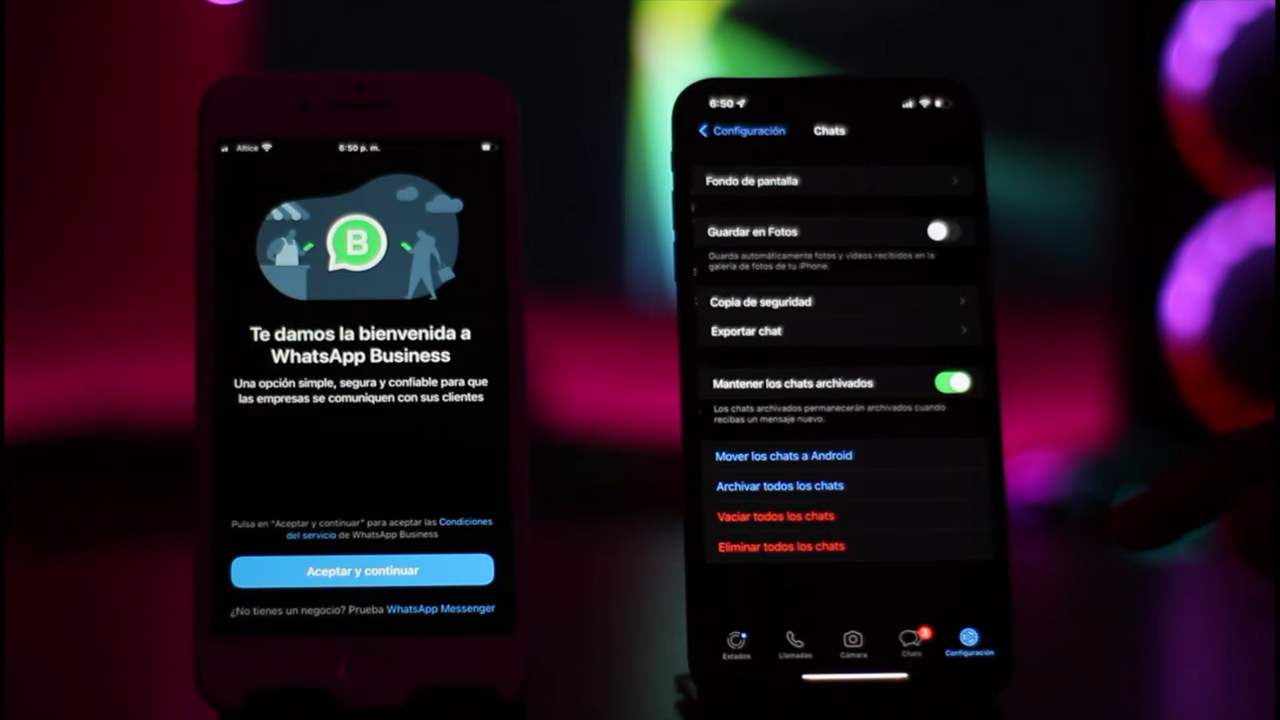 Altice
6:50 p. m.
B
Te damos la bienvenida a
WhatsApp Business
Una opción simple, segura y confiable para que
las empresas se comuniquen con sus clientes
Pulsa en "Aceptar y continuar" para aceptar las Condiciones
del servicio de WhatsApp Business
Aceptar y continuar
¿No tienes un negocio? Prueba WhatsApp Messenger
6:50
Configuración
Chats
Fondo de pantalla
Guardar en Fotos
Guarda automáticamente fotos y videos recibidos en la
galería de fotos de tu iPhone.
Copia de seguridad
Exportar chat
Mantener los chats archivados
Los chats archivados permanecerán archivados cuando
recibas un mensaje nuevo.
Mover los chats a Android
Archivar todos los chats
Vaciar todos los chats
Eliminar todos los chats
3
Estados
Llamadas
Cámara
Chats
Configuración